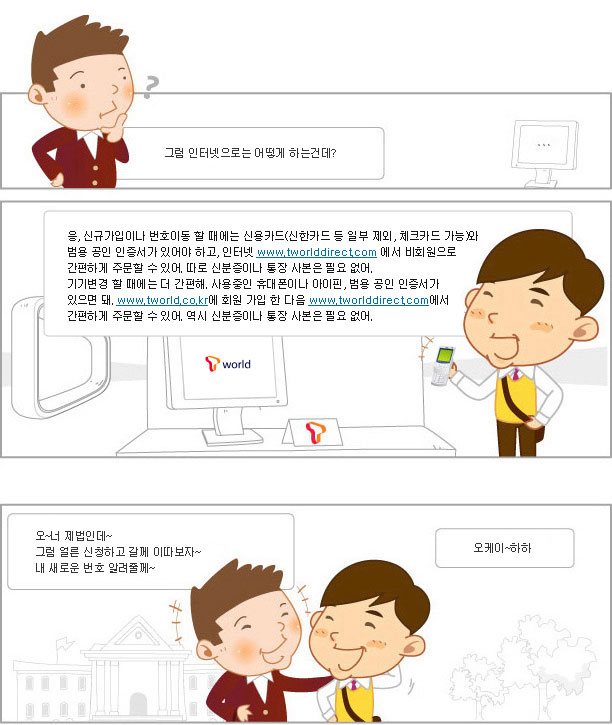 ?
그럼 인터넷으로는 어떻게 하는건데?
...
응, 신규가입이나 번호이동 할 때에는 신용카드(신한카드 등 일부 제외, 체크카드 가능)와
범용 공인 인증서가 있어야 하고, 인터넷 www.tworlddirect.com 에서 비회원으로
간편하게 주문할 수 있어. 따로 신분증이나 통장 사본은 필요 없어.
기기변경 할 때에는 더 간편해. 사용중인 휴대폰이나 아이핀, 범용 공인 인증서가
있으면 돼. www.tworld.co.kr에 회원 가입 한 다음 www.tworlddirect.com에서
간편하게 주문할 수 있어. 역시 신분증이나 통장 사본은 필요 없어.
T world
T
오~너 제법인데~
그럼 얼른 신청하고 갈께 이따보자~
내 새로운 번호 알려줄께~
오케이~하하